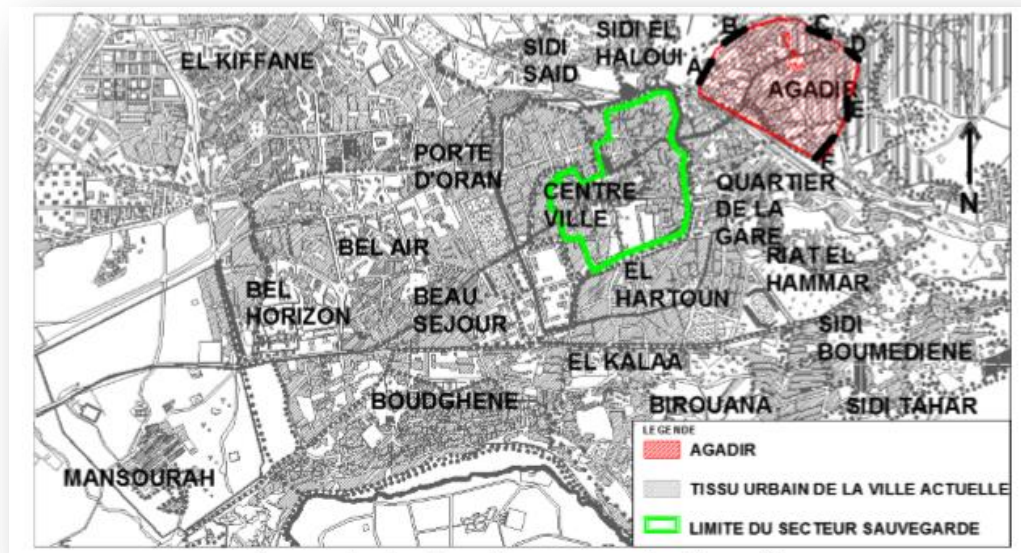 EL KIFFANE
SIDI
SAID
SIDI EL
HALOUI
B
C
D
A
AGADIR
E
F
PORTE
D'ORAN
CENTRE
VILLE
QUARTIER
DE LA
GARE
N
BEL AIR
RIAT EL
HAMMAR
BEL
HORIZON
BEAU
SEJOUR
EL
HARTOUN
SIDI
BOUMEDIENE
EL KALAA
BOUDGHENE
BIROUANA
SIDI TAHAR
MANSOURAH
LEGENDE
AGADIR
TISSU URBAIN DE LA VILLE ACTUELLE
LIMITE DU SECTEUR SAUVEGARDE